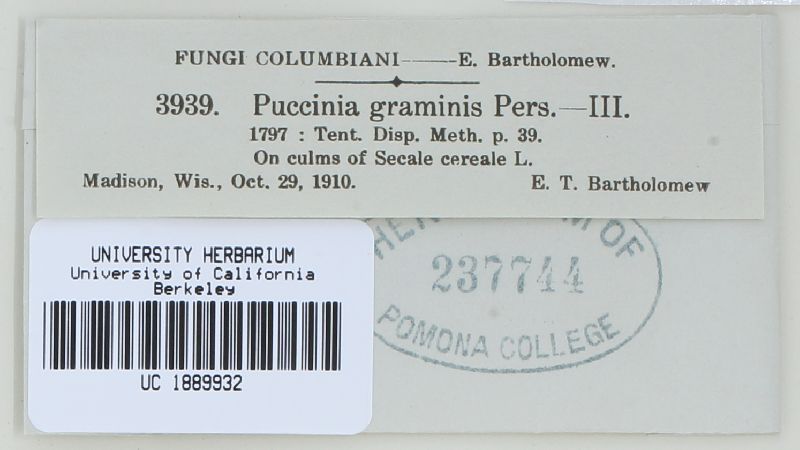 FUNGI COLUMBIANI——E. Bartholomew.
3939. Puccinia graminis Pers.—III.
1797 : Tent. Disp. Meth. p. 39.
On culms of Secale cereale L.
Madison, Wis., Oct. 29, 1910. E. T. Bartholomew
UNIVERSITY HERBARIUM
University of California
Berkeley
UC 1889932
OF
237744
POMONA COLLEGE